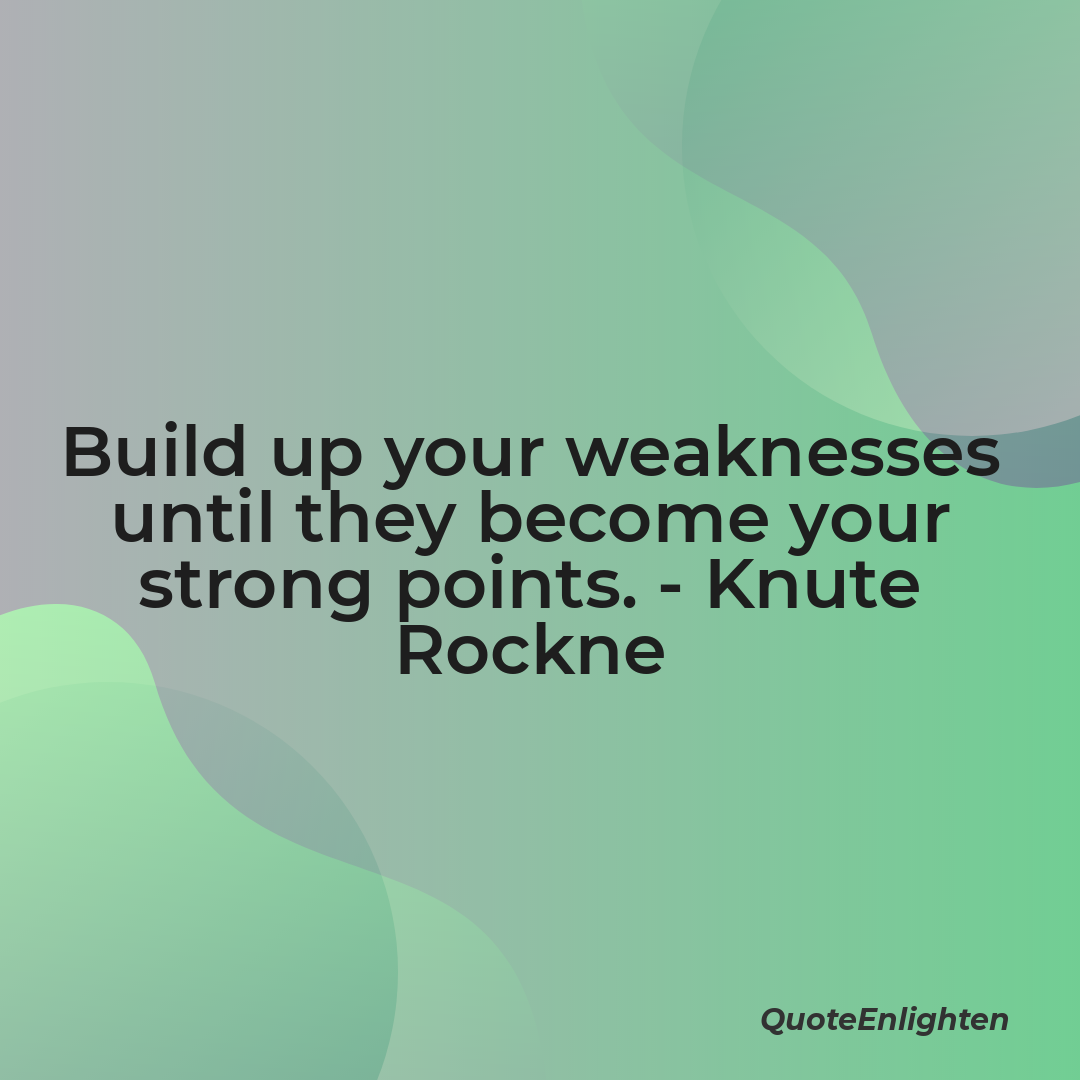 Build up your weaknesses
until they become your
strong points. - Knute
Rockne
QuoteEnlighten